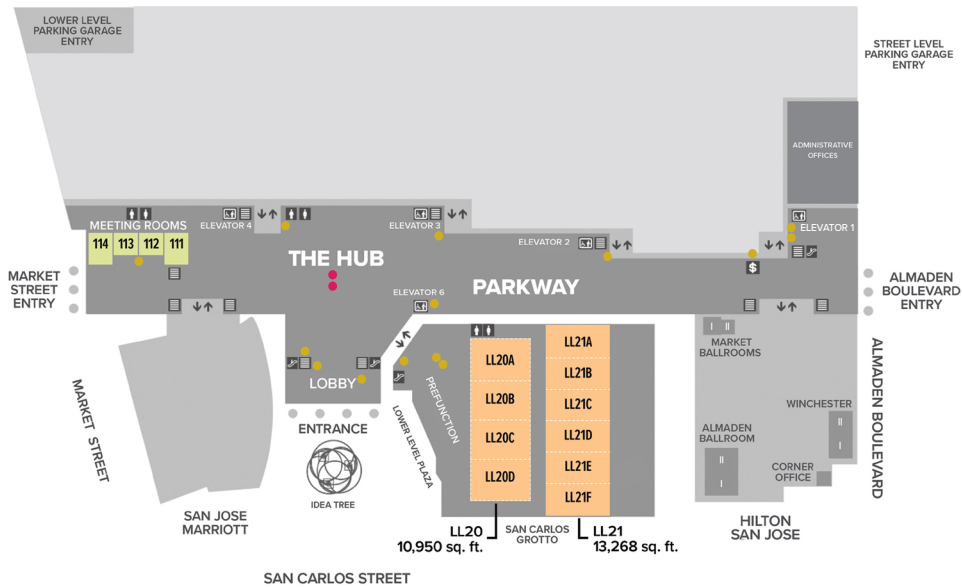 LOWER LEVEL
PARKING GARAGE
ENTRY
STREET LEVEL
PARKING GARAGE
ENTRY
ADMINISTRATIVE
OFFICES
MEETING ROOMS
114
113
112
111
ELEVATOR 4
ELEVATOR 3
ELEVATOR 2
ELEVATOR 1
THE HUB
PARKWAY
$
MARKET
STREET
ENTRY
ALMADEN
BOULEVARD
ENTRY
ELEVATOR 6
LOBBY
ENTRANCE
IDEA TREE
PREFUNCTION
LOWER LEVEL PLAZA
LL20A
LL20B
LL20C
LL20D
LL21A
LL21B
LL21C
LL21D
LL21E
LL21F
I II
MARKET
BALLROOMS
ALMADEN
BALLROOM
II
I
WINCHESTER
II
I
CORNER
OFFICE
MARKET STREET
ALMADEN BOULEVARD
SAN JOSE
MARRIOTT
LL20
10,950 sq. ft.
SAN CARLOS
GROTTO
LL21
13,268 sq. ft.
HILTON
SAN JOSE
SAN CARLOS STREET